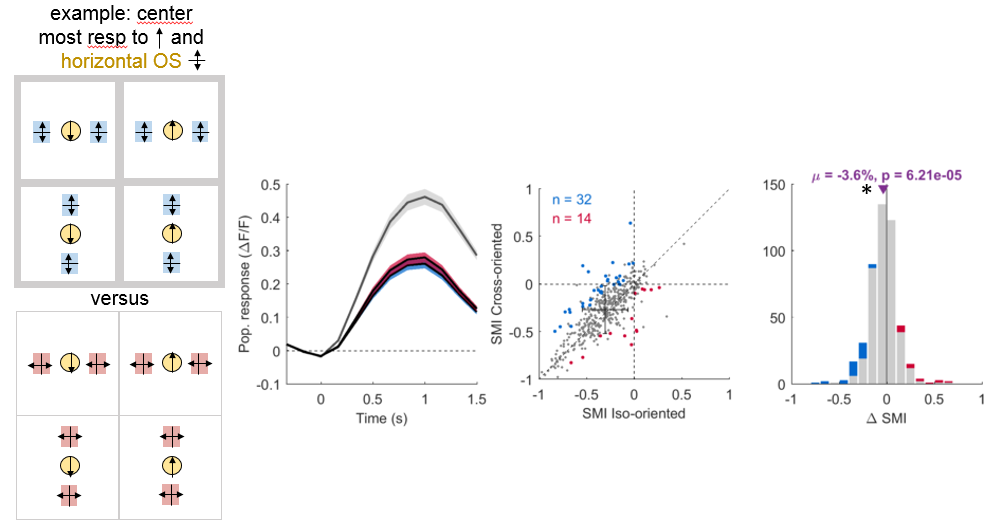 example: center
most resp to ↑ and
horizontal OS
versus
0.5
0.4
0.3
0.2
0.1
0
-0.1
Pop. response (ΔF/F)
0
0.5
1
1.5
Time (s)
1
0.5
0
-0.5
-1
SMI Cross-oriented
n = 32
n = 14
-1
-0.5
0
0.5
1
SMI Iso-oriented
μ = -3.6%, p = 6.21e-05
*
150
100
50
0
-1
-0.5
0
0.5
1
Δ SMI